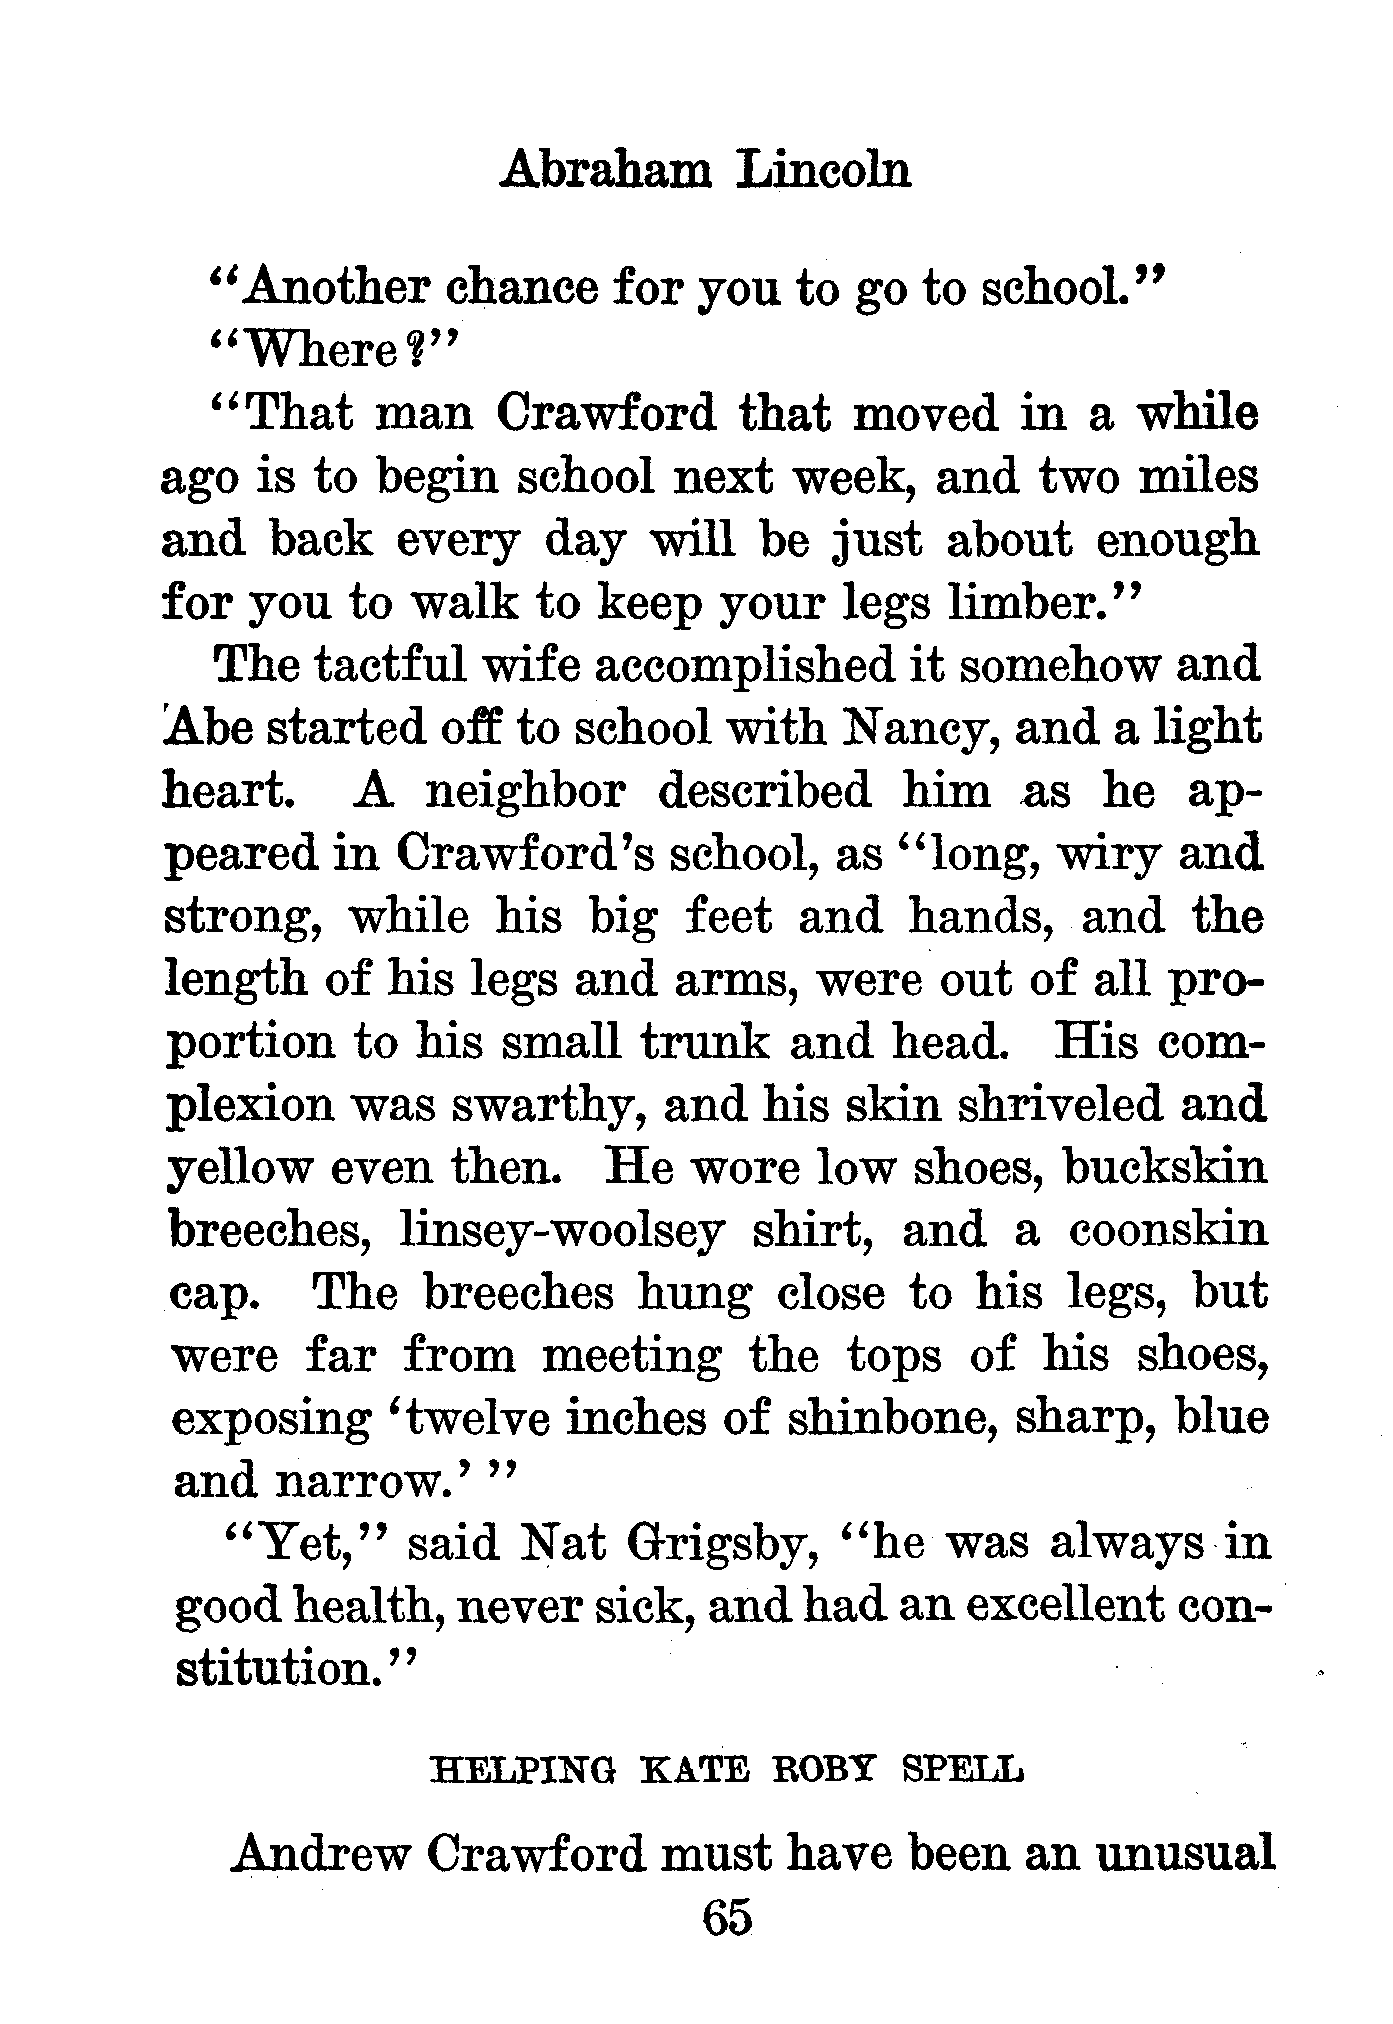 Abraham Lincoln
“Another chance for you to go to school.”
“Where?”
“That man Crawford that moved in a while
ago is to begin school next week, and two miles
and back every day will be just about enough
for you to walk to keep your legs limber.”
The tactful wife accomplished it somehow and
Abe started off to school with Nancy, and a light
heart. A neighbor described him as he ap-
peared in Crawford’s school, as “long, wiry and
strong, while his big feet and hands, and the
length of his legs and arms, were out of all pro-
portion to his small trunk and head. His com-
plexion was swarthy, and his skin shriveled and
yellow even then. He wore low shoes, buckskin
breeches, linsey-woolsey shirt, and a coonskin
cap. The breeches hung close to his legs, but
were far from meeting the tops of his shoes,
exposing ‘twelve inches of shinbone, sharp, blue
and narrow.’ ”
“Yet,” said Nat Grigsby, “he was always in
good health, never sick, and had an excellent con-
stitution.”
HELPING KATE ROBY SPELL
Andrew Crawford must have been an unusual
65